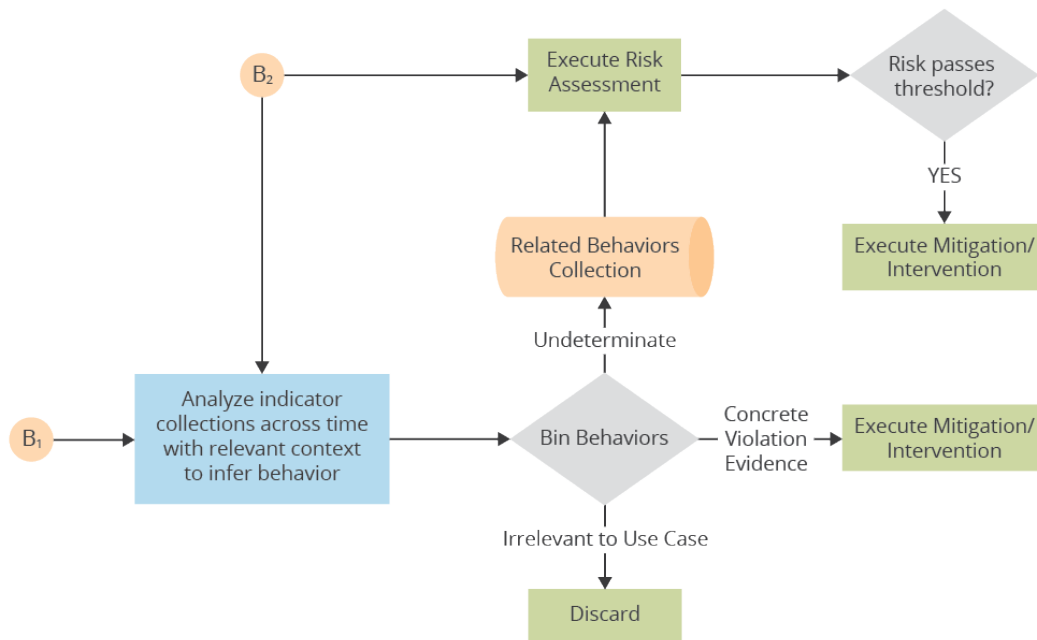 B₂
Execute Risk
Assessment
Risk passes
threshold?
YES
Execute Mitigation/
Intervention
Related Behaviors
Collection
Undeterminate
B₁
Analyze indicator
collections across time
with relevant context
to infer behavior
Bin Behaviors
Concrete
Violation
Evidence
Execute Mitigation/
Intervention
Irrelevant to Use Case
Discard